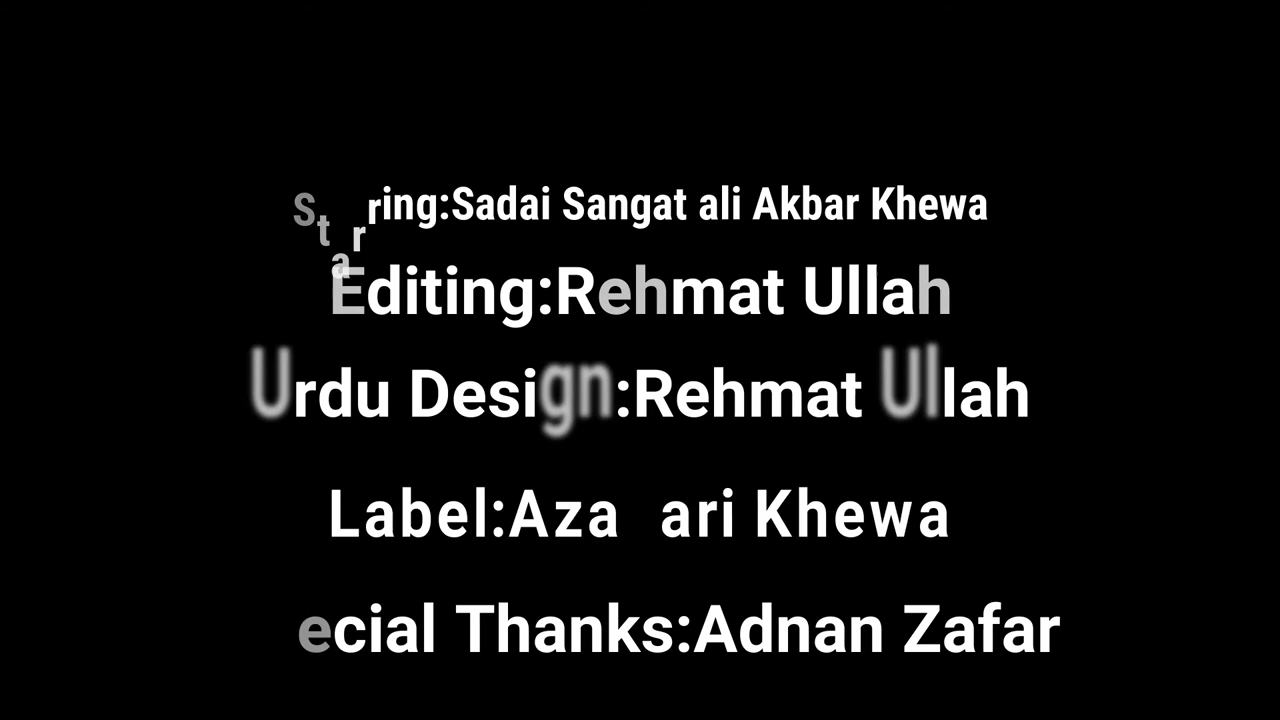 Starring:Sadai Sangat ali Akbar Khewa
Editing:Rehmat Ullah
Urdu Design:Rehmat Ullah
Label:Aza ari Khewa
ecial Thanks:Adnan Zafar